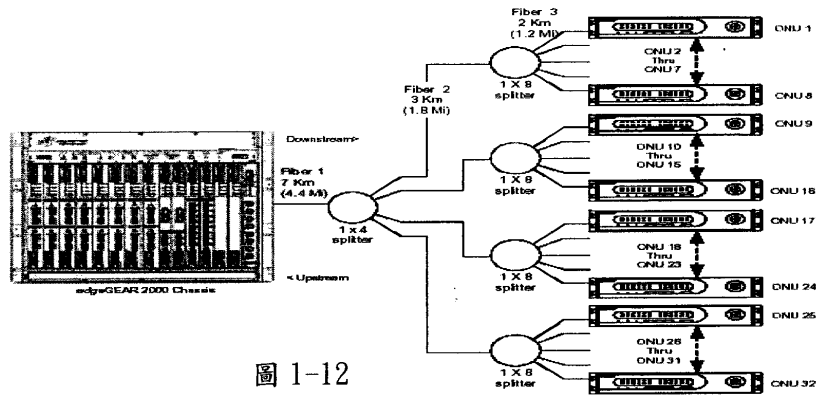 Fiber 3
2 Km
(1.2 Mi)
ONU 1
ONU 2
Thru
ONU 7
1 X 8
splitter
ONU 8
Fiber 2
3 Km
(1.8 Mi)
ONU 9
Downstream>
ONU 10
Thru
ONU 15
1 X 8
splitter
ONU 16
Fiber 1
7 Km
(4.4 Mi)
1 x 4
splitter
ONU 17
ONU 18
Thru
ONU 23
1 X 8
splitter
ONU 24
< Upstream
edgeGEAR 2000 Chassis
ONU 25
ONU 26
Thru
ONU 31
1 X 8
splitter
ONU 32
圖 1-12